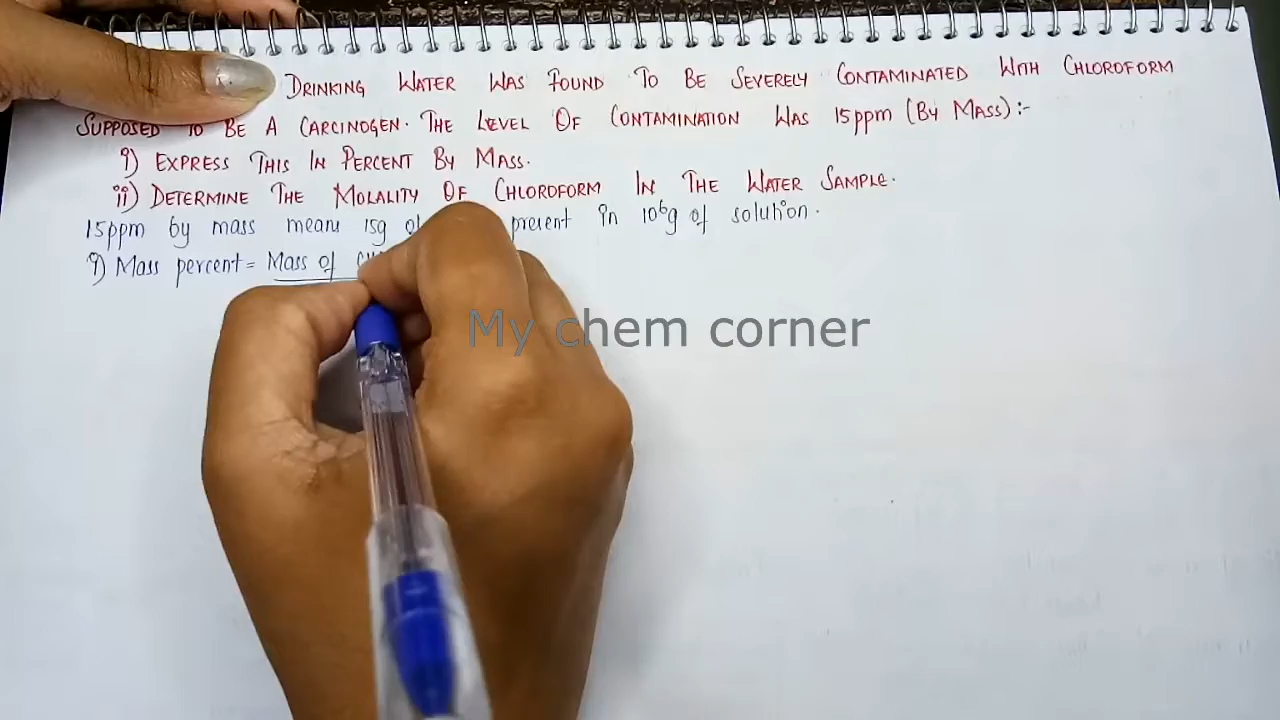 DRINKING WATER WAS FOUND TO BE SEVERELY CONTAMINATED WITH CHLOROFORM
SUPPOSED TO BE A CARCINOGEN. THE LEVEL OF CONTAMINATION WAS 15ppm (BY MASS):-
i) EXPRESS THIS IN PERCENT BY MASS.
ii) DETERMINE THE MOLALITY OF CHLOROFORM IN THE WATER SAMPLE.
15ppm by mass means 15g present in 10⁶g of solution.
i) Mass percent = Mass of
My chem corner